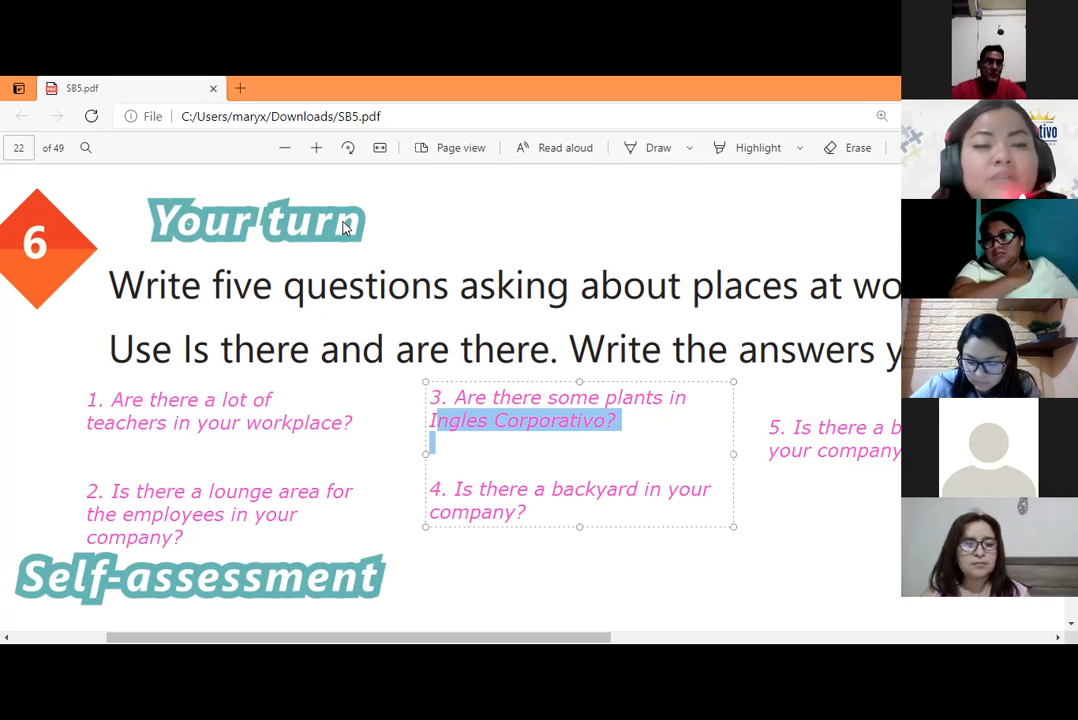 SB5.pdf
File C:/Users/maryx/Downloads/SB5.pdf
22 of 49 Page view Read aloud Draw Highlight Erase
tivo
6
Your turn
Write five questions asking about places at wo
Use Is there and are there. Write the answers y
1. Are there a lot of
teachers in your workplace?
2. Is there a lounge area for
the employees in your
company?
3. Are there some plants in
Ingles Corporativo?
4. Is there a backyard in your
company?
5. Is there a b
your company
Self-assessment